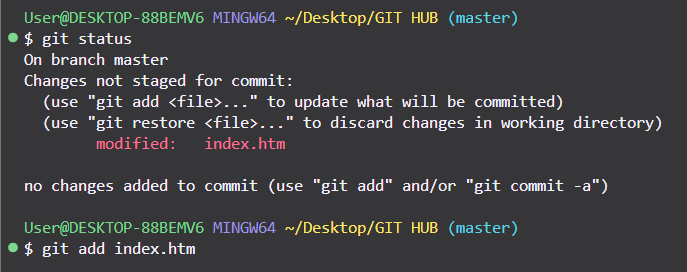 User@DESKTOP-88BEMV6 MINGW64 ~/Desktop/GIT HUB (master)
$ git status
On branch master
Changes not staged for commit:
  (use "git add <file>..." to update what will be committed)
  (use "git restore <file>..." to discard changes in working directory)
        modified:   index.htm

no changes added to commit (use "git add" and/or "git commit -a")

User@DESKTOP-88BEMV6 MINGW64 ~/Desktop/GIT HUB (master)
$ git add index.htm